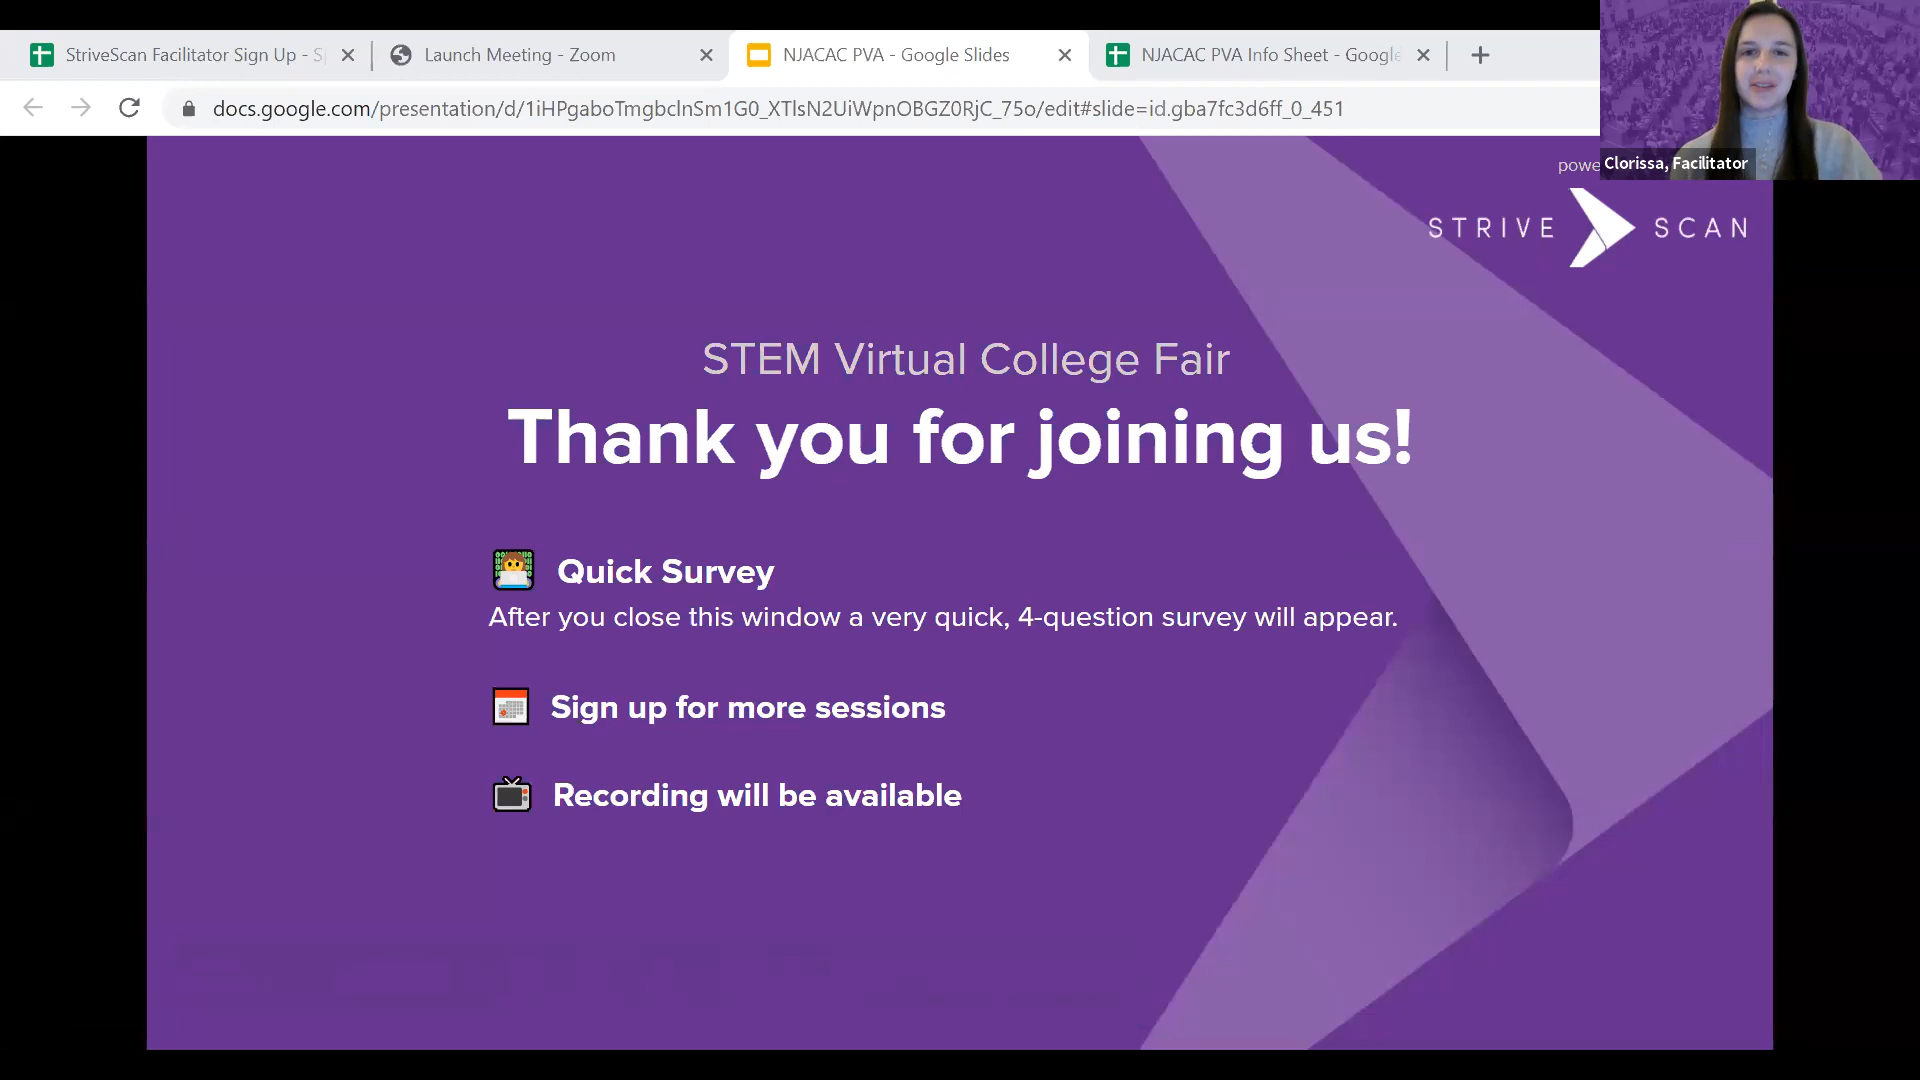 StriveScan Facilitator Sign Up - S
Launch Meeting - Zoom
NJACAC PVA - Google Slides
NJACAC PVA Info Sheet - Google
docs.google.com/presentation/d/1iHPgaboTmgbclnSm1G0_XTlsN2UiWpnOBGZ0RjC_75o/edit#slide=id.gba7fc3d6ff_0_451
Clorissa, Facilitator
powe
STRIVE SCAN
STEM Virtual College Fair
Thank you for joining us!
Quick Survey
After you close this window a very quick, 4-question survey will appear.
Sign up for more sessions
Recording will be available